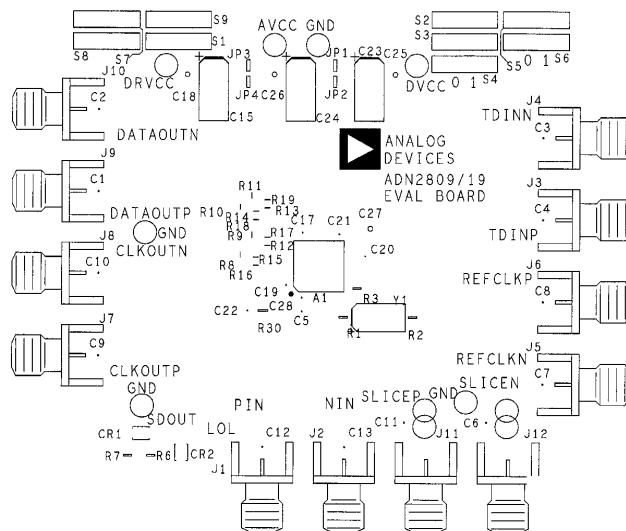 S9
S2
S1
AVCC GND
S3
S8
S7
JP3
JP1
C23
C25
S5
0 1
S6
J10
DRVCC
C18
JP4
C26
JP2
DVCC
0 1
S4
C2
C15
C24
J4
TDINN
C3
DATAOUTN
ANALOG
DEVICES
J9
ADN2809/19
EVAL BOARD
J3
C1
R11
R19
R13
R10
R14
R18
R9
C17
C21
C27
C4
DATAOUTP
GND
CLKOUTN
R17
R12
TDINP
J8
C10
R8
R15
R16
C20
J6
REFCLKP
C19
A1
C8
C22
C28
C5
R3
Y1
J7
R30
R1
R2
C9
J5
REFCLKN
CLKOUTP
GND
C7
SLICEP
GND
SLICEN
PIN
NIN
SDOUT
LOL
CR1
C12
J2
C13
C11
J11
C6
J12
R7
R6
CR2
J1